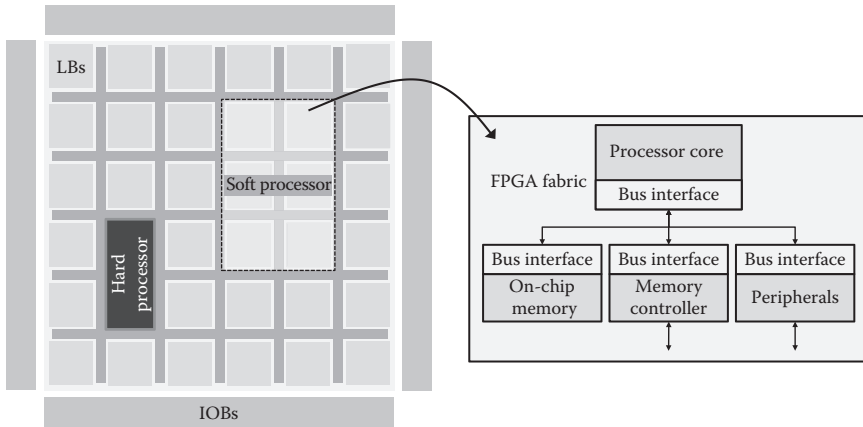 LBs
Soft processor
Hard
processor
IOBs
FPGA fabric
Processor core
Bus interface
Bus interface
Bus interface
Bus interface
On-chip
memory
Memory
controller
Peripherals